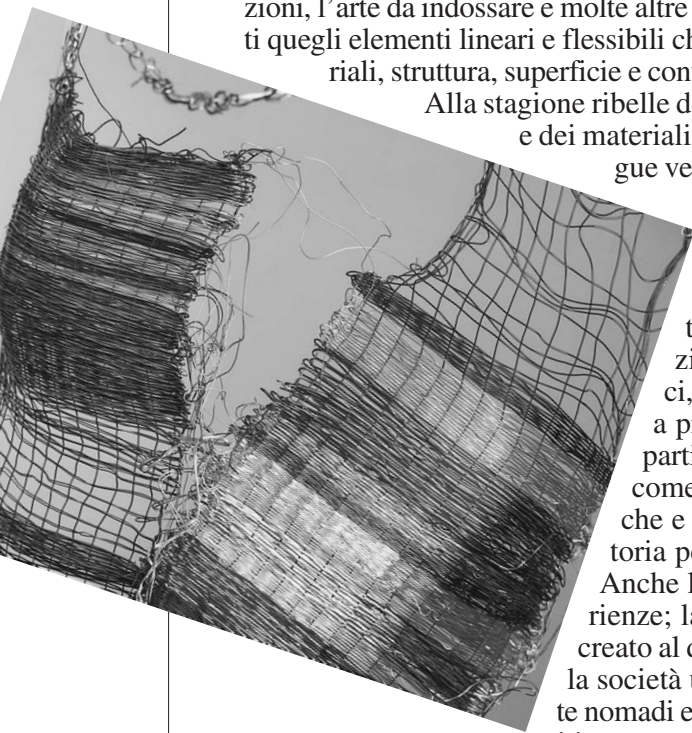 zioni, l'arte da indossare e molte altre
ti quegli elementi lineari e flessibili ch
riali, struttura, superficie e con
Alla stagione ribelle d
e dei materiali
gue ve
t
zi
ci,
a p
parti
come
che e
toria p
Anche l
rienze; la
creato al
la società
te nomadi e